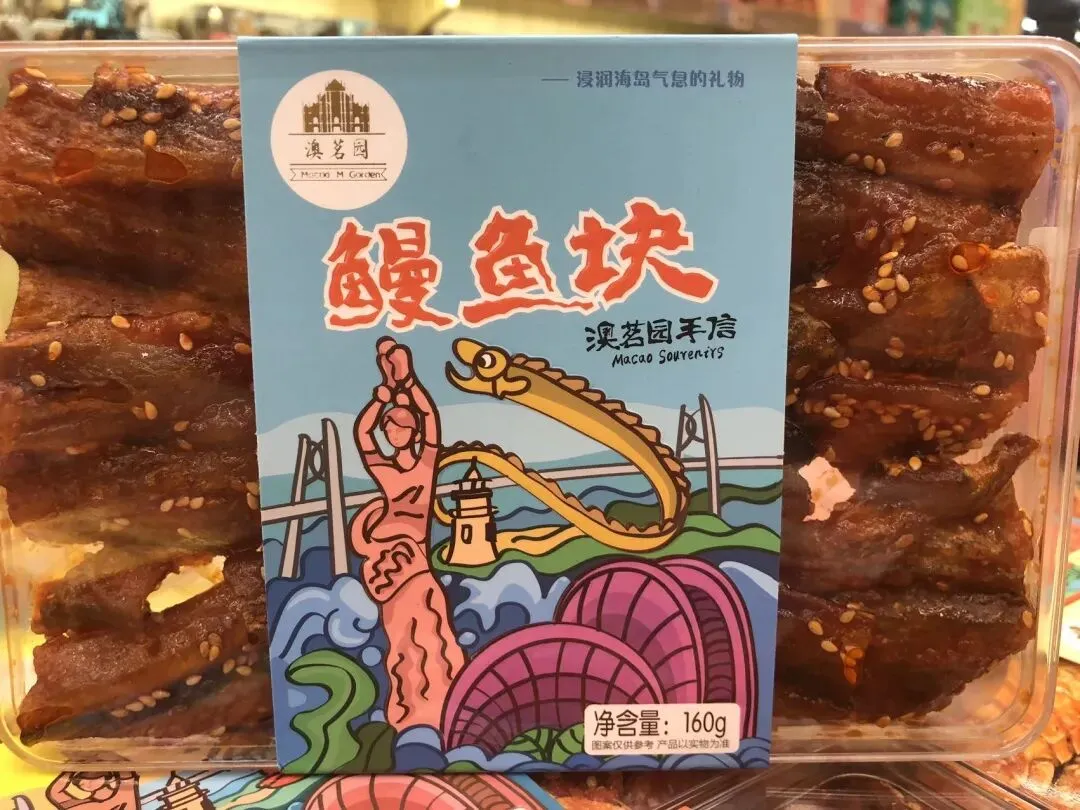 —— 浸润海岛气息的礼物
澳茗园
Macao M Garden
鳗鱼块
澳茗园手信
Macao Souvenirs
净含量：160g
图案仅供参考 产品以实物为准